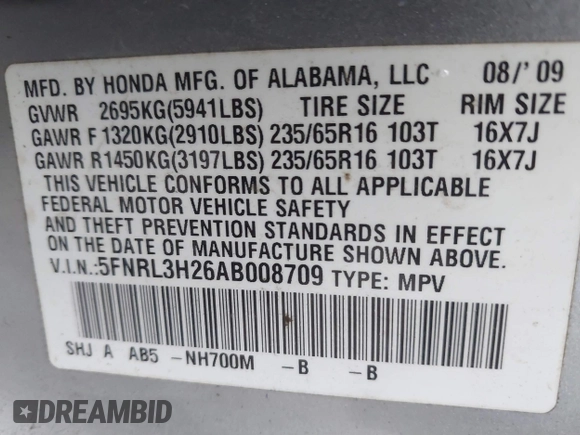 MFD. BY HONDA MFG. OF ALABAMA, LLC 08/'09
GVWR 2695KG(5941LBS) TIRE SIZE RIM SIZE
GAWR F1320KG(2910LBS) 235/65R16 103T 16X7J
GAWR R1450KG(3197LBS) 235/65R16 103T 16X7J
THIS VEHICLE CONFORMS TO ALL APPLICABLE
FEDERAL MOTOR VEHICLE SAFETY
AND THEFT PREVENTION STANDARDS IN EFFECT
ON THE DATE OF MANUFACTURE SHOWN ABOVE.
V.I.N.:5FNRL3H26AB008709 TYPE: MPV
SHJ A AB5 -NH700M -B -B
DREAMBID